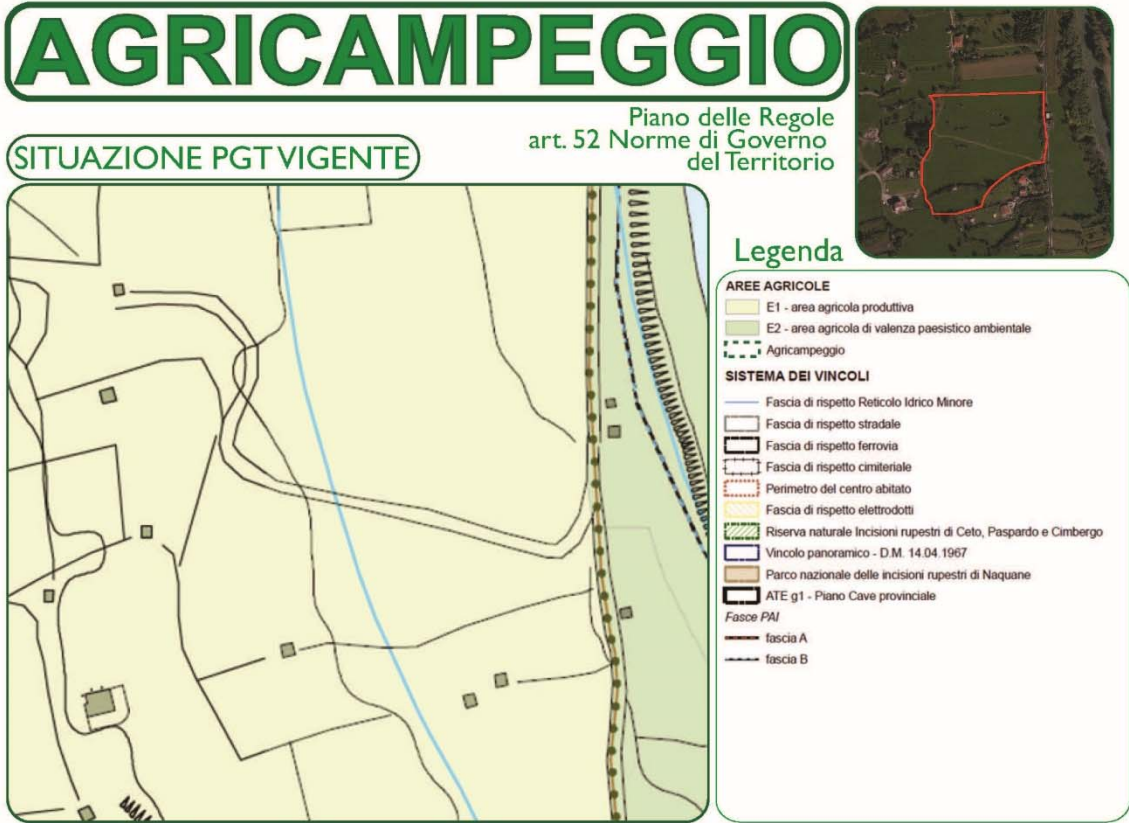 AGRICAMPEGGIO
Piano delle Regole
art. 52 Norme di Governo
del Territorio
SITUAZIONE PGT VIGENTE
Legenda
AREE AGRICOLE
E1 - area agricola produttiva
E2 - area agricola di valenza paesistico ambientale
Agricampeggio
SISTEMA DEI VINCOLI
Fascia di rispetto Reticolo Idrico Minore
Fascia di rispetto stradale
Fascia di rispetto ferrovia
Fascia di rispetto cimiteriale
Perimetro del centro abitato
Fascia di rispetto elettrodotti
Riserva naturale Incisioni rupestri di Ceto, Paspardo e Cimbergo
Vincolo panoramico - D.M. 14.04.1967
Parco nazionale delle incisioni rupestri di Naquane
ATE g1 - Piano Cave provinciale
Fasce PAI
fascia A
fascia B